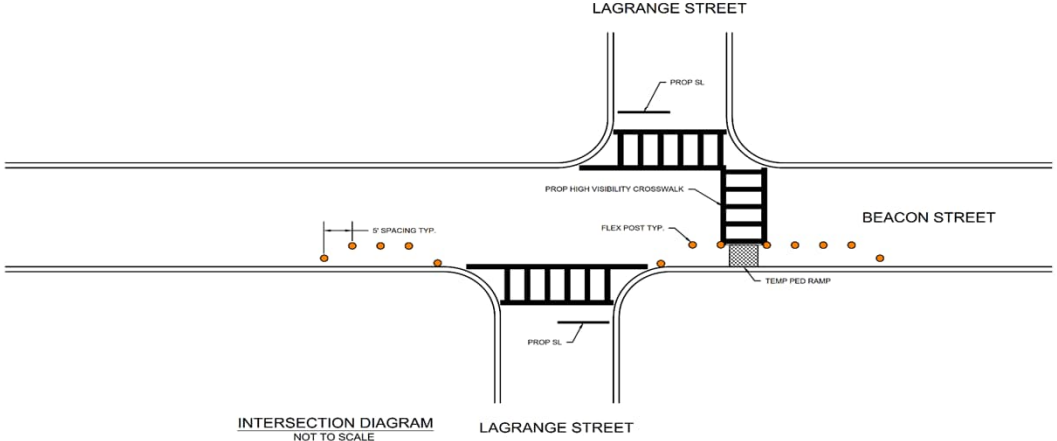 LAGRANGE STREET
PROP SL
PROP HIGH VISIBILITY CROSSWALK
BEACON STREET
5' SPACING TYP.
FLEX POST TYP.
TEMP PED RAMP
PROP SL
INTERSECTION DIAGRAM
NOT TO SCALE
LAGRANGE STREET